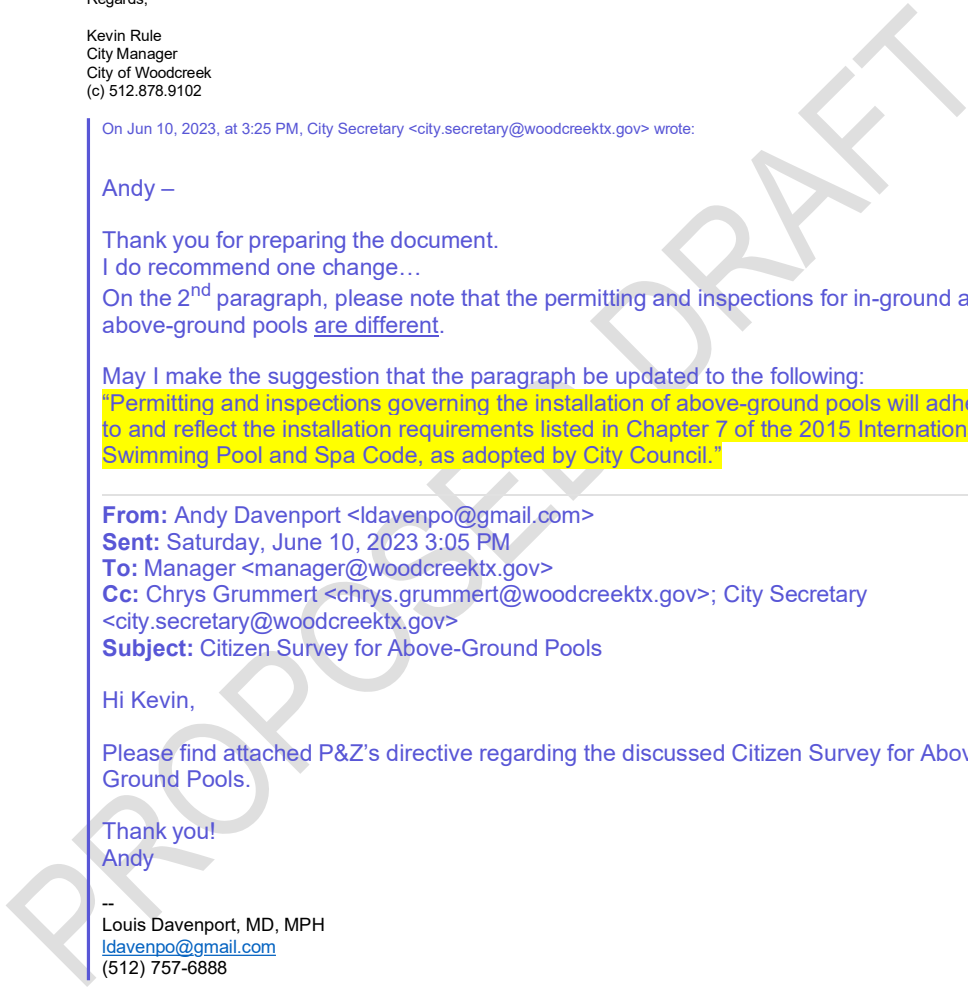 Regards,
Kevin Rule
City Manager
City of Woodcreek
(c) 512.878.9102
On Jun 10, 2023, at 3:25 PM, City Secretary <city.secretary@woodcreektx.gov> wrote:
Andy –
Thank you for preparing the document.
I do recommend one change…
On the 2nd paragraph, please note that the permitting and inspections for in-ground a
above-ground pools are different.
May I make the suggestion that the paragraph be updated to the following:
“Permitting and inspections governing the installation of above-ground pools will adhe
to and reflect the installation requirements listed in Chapter 7 of the 2015 Internation
Swimming Pool and Spa Code, as adopted by City Council.”
From: Andy Davenport <ldavenpo@gmail.com>
Sent: Saturday, June 10, 2023 3:05 PM
To: Manager <manager@woodcreektx.gov>
Cc: Chrys Grummert <chrys.grummert@woodcreektx.gov>; City Secretary
<city.secretary@woodcreektx.gov>
Subject: Citizen Survey for Above-Ground Pools
Hi Kevin,
Please find attached P&Z’s directive regarding the discussed Citizen Survey for Abov
Ground Pools.
Thank you!
Andy
--
Louis Davenport, MD, MPH
ldavenpo@gmail.com
(512) 757-6888
PROPOSED DRAFT